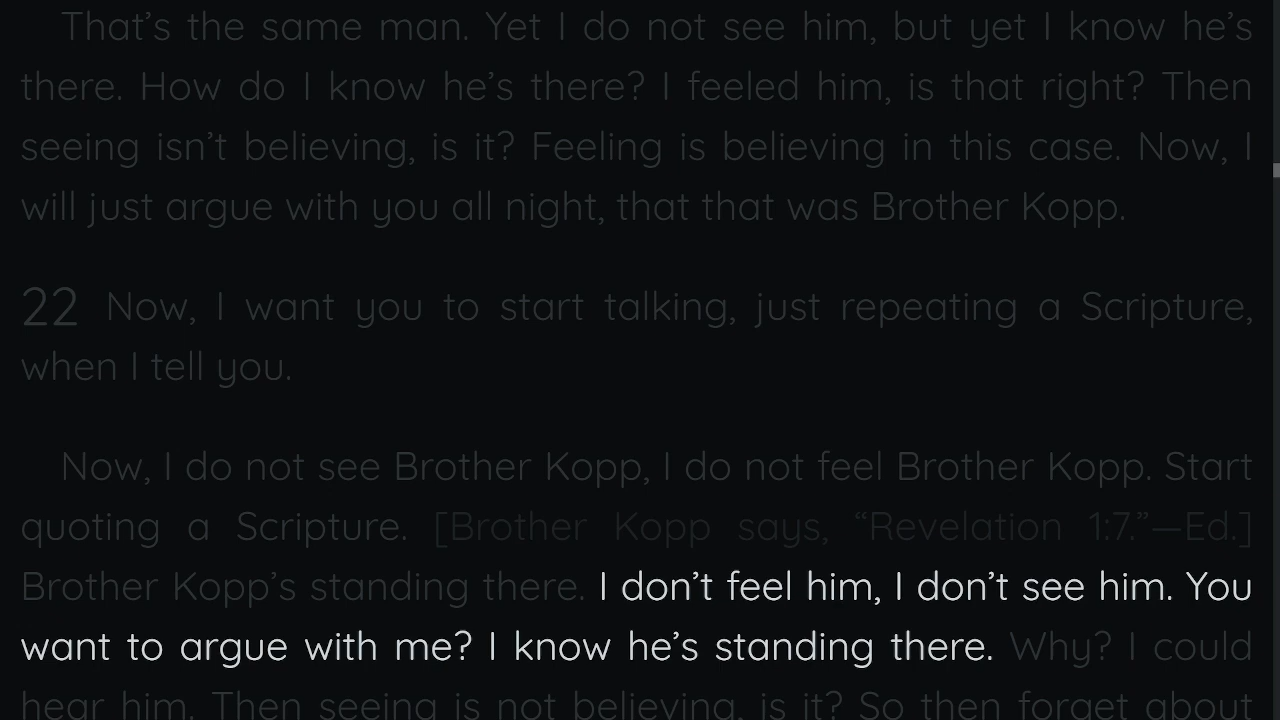 That’s the same man. Yet I do not see him, but yet I know he’s
there. How do I know he’s there? I feeled him, is that right? Then
seeing isn’t believing, is it? Feeling is believing in this case. Now, I
will just argue with you all night, that that was Brother Kopp.
22 Now, I want you to start talking, just repeating a Scripture,
when I tell you.
Now, I do not see Brother Kopp, I do not feel Brother Kopp. Start
quoting a Scripture. [Brother Kopp says, “Revelation 1:7.”—Ed.]
Brother Kopp’s standing there. I don’t feel him, I don’t see him. You
want to argue with me? I know he’s standing there. Why? I could
hear him. Then seeing is not believing, is it? So then forget about